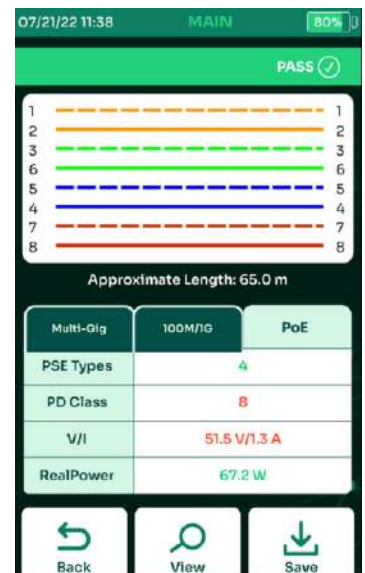 07/21/22 11:38 MAIN 80%
PASS
1 1
2 2
3 3
6 6
5 5
4 4
7 7
8 8
Approximate Length: 65.0 m
Multi-Gig 100M/1G PoE
PSE Types 4
PD Class 8
V/I 51.5 V/1.3 A
RealPower 67.2 W
Back View Save